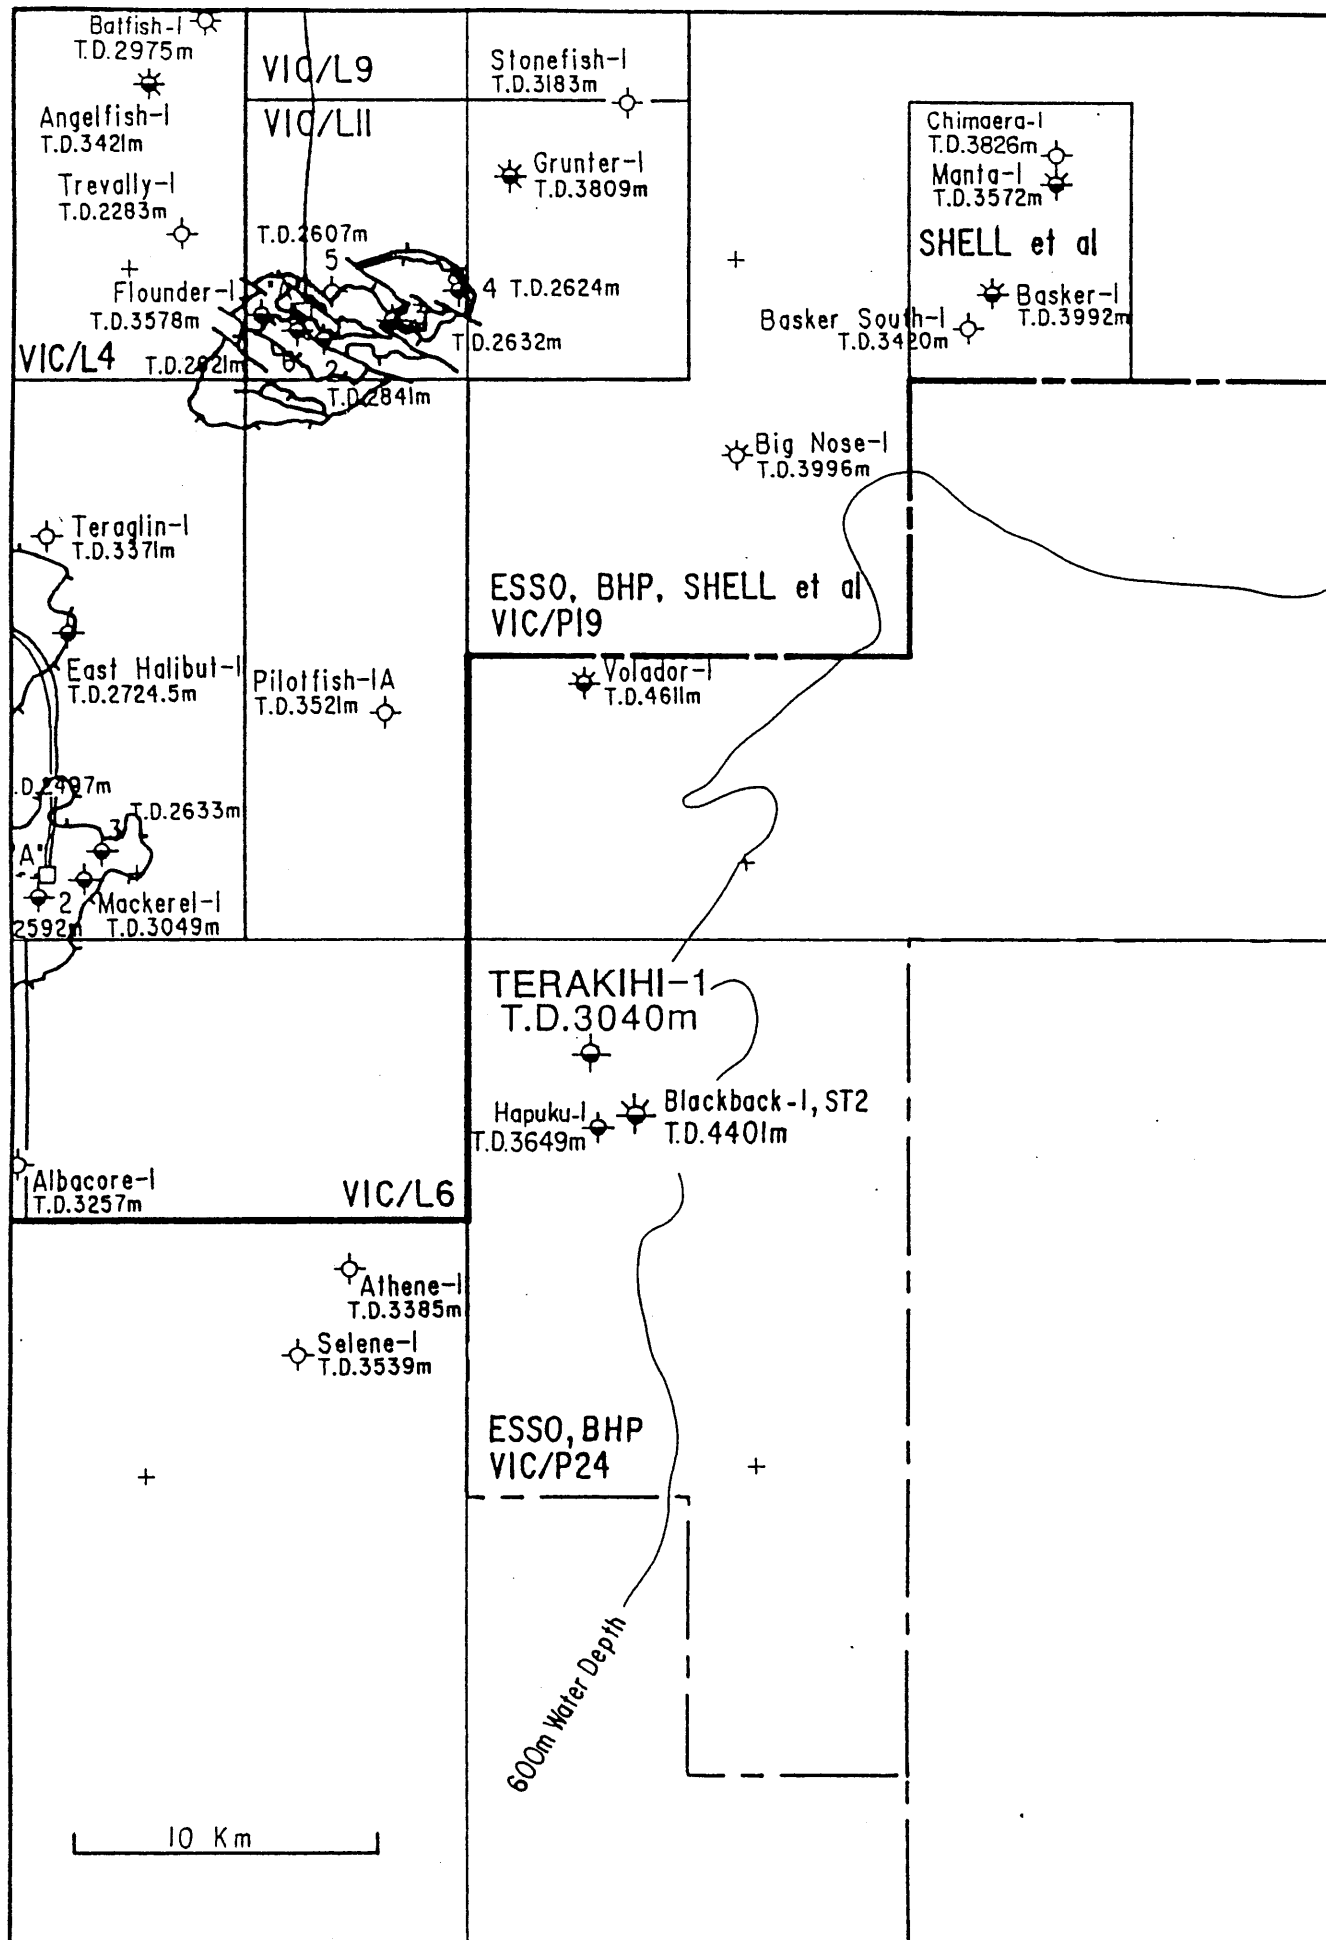 Batfish-1
T.D.2975m
Angelfish-1
T.D.3421m
Trevally-1
T.D.2283m
VIC/L9
VIC/L11
Stonefish-1
T.D.3183m
Grunter-1
T.D.3809m
Chimaera-1
T.D.3826m
Manta-1
T.D.3572m
SHELL et al
Basker-1
T.D.3992m
Basker South-1
T.D.3420m
T.D.2607m
5
4 T.D.2624m
Flounder-1
T.D.3578m
"A"
T.D.2632m
VIC/L4
6
2
T.D.2841m
Big Nose-1
T.D.3996m
Teraglin-1
T.D.3371m
ESSO, BHP, SHELL et al
VIC/P19
East Halibut-1
T.D.2724.5m
Pilotfish-1A
T.D.3521m
Volador-1
T.D.4611m
.D.2497m
T.D.2633m
3
"A"
2
Mackerel-1
2592m
T.D.3049m
TERAKIHI-1
T.D.3040m
Hapuku-1
T.D.3649m
Blackback-1, ST2
T.D.4401m
Albacore-1
T.D.3257m
VIC/L6
Athene-1
T.D.3385m
Selene-1
T.D.3539m
ESSO, BHP
VIC/P24
600m Water Depth
10 Km